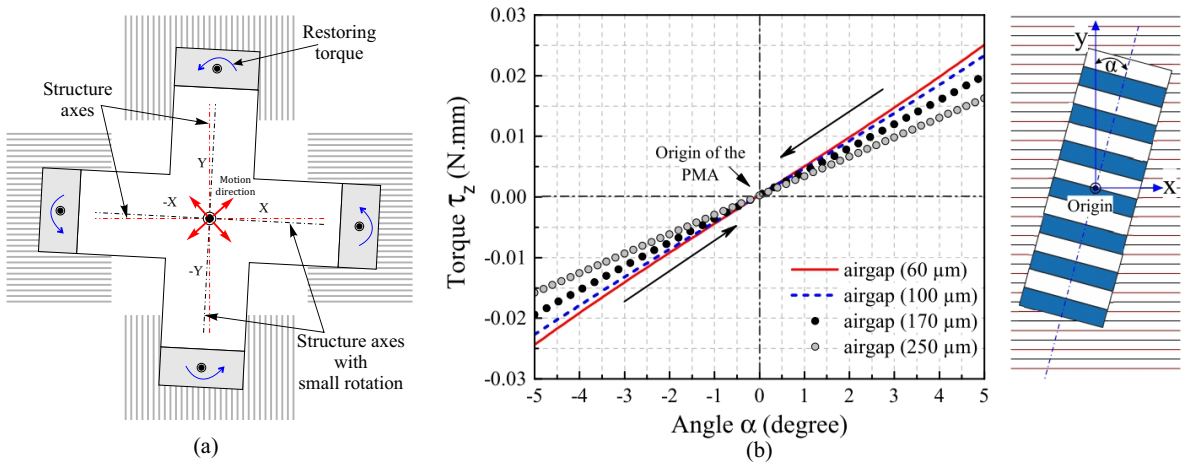 Restoring
torque
Structure
axes
Y
Motion
direction
-X
X
-Y
Structure axes
with
small rotation
(a)
Torque τz (N.mm)
0.03
0.02
0.01
0.00
-0.01
-0.02
-0.03
Origin of the
PMA
airgap (60 µm)
airgap (100 µm)
airgap (170 µm)
airgap (250 µm)
-5 -4 -3 -2 -1 0 1 2 3 4 5
Angle α (degree)
(b)
y
α
x
Origin